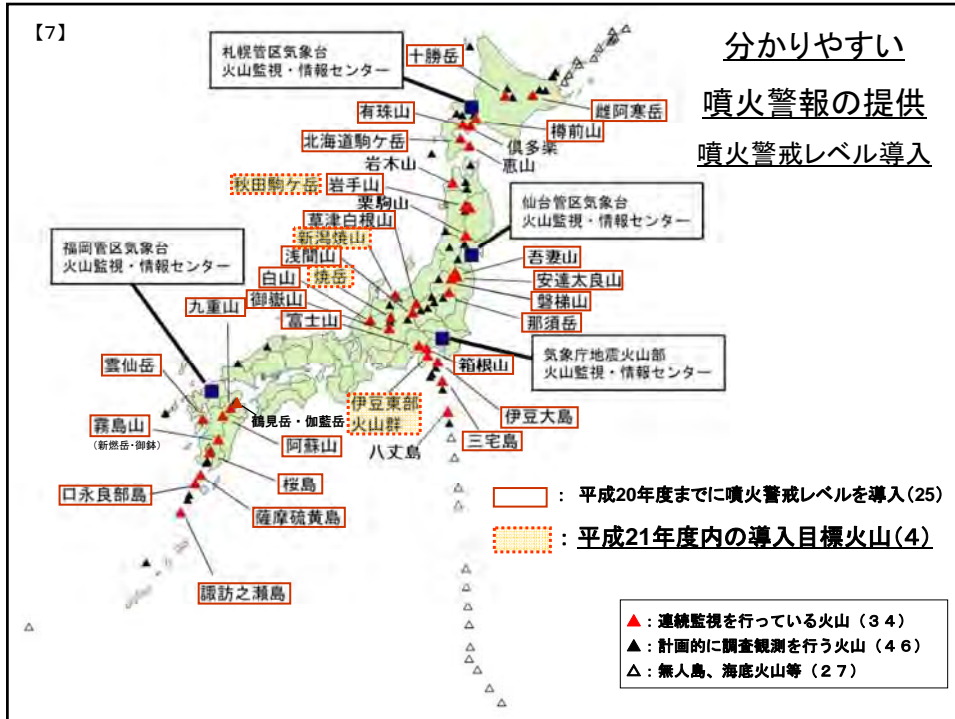 【7】
分かりやすい
噴火警報の提供
噴火警戒レベル導入
札幌管区気象台
火山監視・情報センター
十勝岳
雌阿寒岳
有珠山
樽前山
倶多楽
北海道駒ケ岳
恵山
岩木山
秋田駒ケ岳
岩手山
栗駒山
仙台管区気象台
火山監視・情報センター
草津白根山
新潟焼山
浅間山
吾妻山
福岡管区気象台
火山監視・情報センター
焼岳
白山
安達太良山
御嶽山
磐梯山
九重山
富士山
那須岳
箱根山
気象庁地震火山部
火山監視・情報センター
雲仙岳
鶴見岳・伽藍岳
伊豆東部
火山群
伊豆大島
霧島山
(新燃岳・御鉢)
阿蘇山
八丈島
三宅島
桜島
口永良部島
薩摩硫黄島
諏訪之瀬島
: 平成20年度までに噴火警戒レベルを導入(25)
: 平成21年度内の導入目標火山(4)
▲:連続監視を行っている火山(34)
▲:計画的に調査観測を行う火山(46)
△:無人島、海底火山等(27)